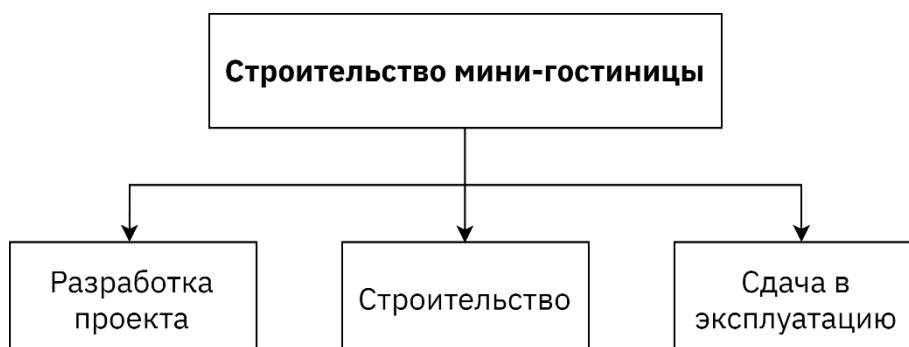 Строительство мини-гостиницы
Разработка
проекта
Строительство
Сдача в
эксплуатацию